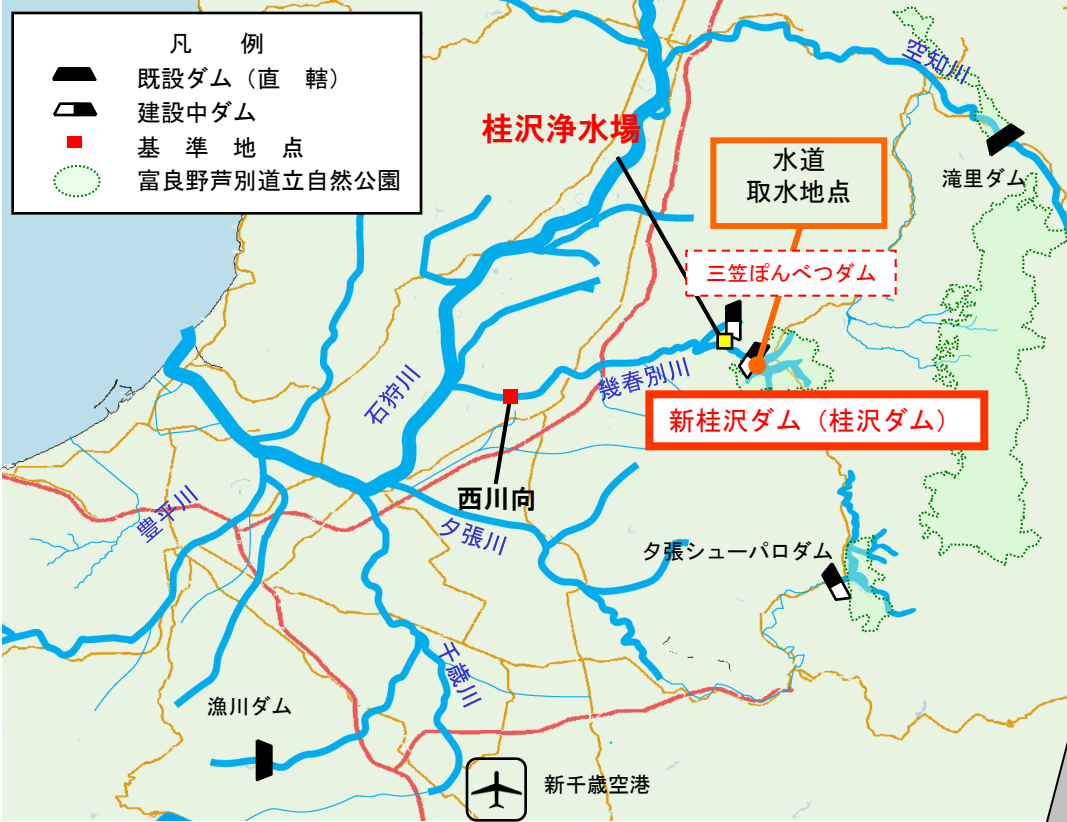 凡　例
既設ダム（直　轄）
建設中ダム
基　準　地　点
富良野芦別道立自然公園
空知川
桂沢浄水場
水道
取水地点
滝里ダム
三笠ぽんべつダム
石狩川
幾春別川
新桂沢ダム（桂沢ダム）
西川向
豊平川
夕張川
夕張シューパロダム
千歳川
漁川ダム
新千歳空港